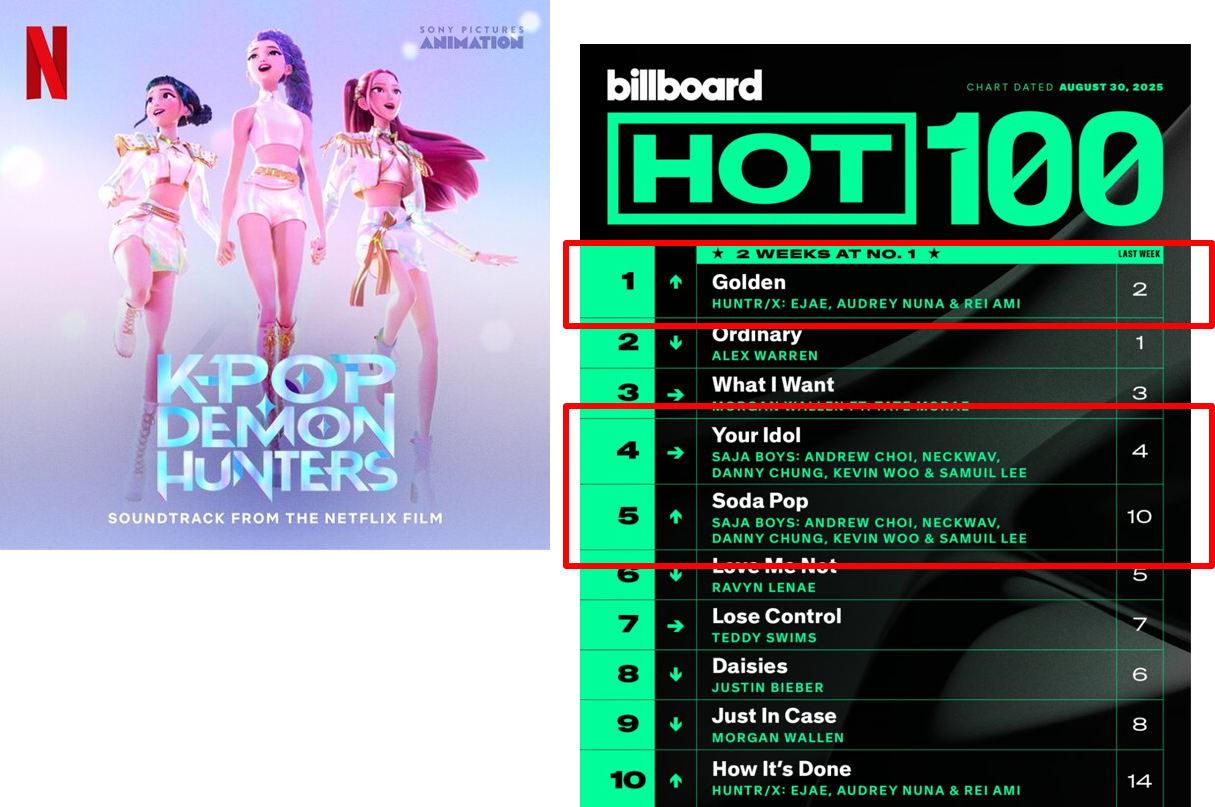 N
SONY PICTURES
ANIMATION
K-POP
DEMON
HUNTERS
SOUNDTRACK FROM THE NETFLIX FILM
billboard
CHART DATED AUGUST 30, 2025
HOT 100
★ 2 WEEKS AT NO. 1 ★ LAST WEEK
1 Golden 2
HUNTR/X: EJAE, AUDREY NUNA & REI AMI
2 Ordinary 1
ALEX WARREN
3 What I Want 3
MORGAN WALLEN FT. TATE MCRAE
4 Your Idol 4
SAJA BOYS: ANDREW CHOI, NECKWAV,
DANNY CHUNG, KEVIN WOO & SAMUIL LEE
5 Soda Pop 10
SAJA BOYS: ANDREW CHOI, NECKWAV,
DANNY CHUNG, KEVIN WOO & SAMUIL LEE
6 Love Me Not 5
RAVYN LENAE
7 Lose Control 7
TEDDY SWIMS
8 Daisies 6
JUSTIN BIEBER
9 Just In Case 8
MORGAN WALLEN
10 How It's Done 14
HUNTR/X: EJAE, AUDREY NUNA & REI AMI